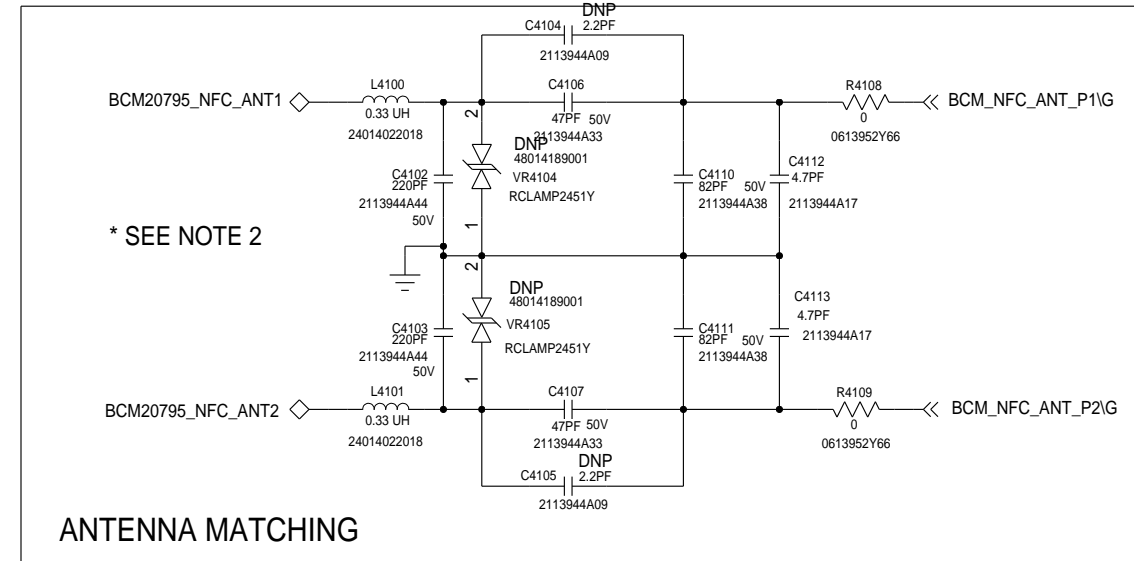 DNP
C4104 2.2PF
2113944A09
L4100
C4106
R4108
BCM20795_NFC_ANT1
BCM_NFC_ANT_P1\G
0.33 UH
47PF 50V
0
24014022018
2
2113944A33
0613952Y66
DNP
48014189001
C4102
220PF
VR4104
C4110
82PF 50V
C4112
4.7PF
2113944A44
RCLAMP2451Y
2113944A38
2113944A17
50V
1
* SEE NOTE 2
2
DNP
48014189001
C4113
4.7PF
C4103
220PF
VR4105
C4111
82PF 50V
2113944A17
2113944A44
RCLAMP2451Y
2113944A38
50V
1
L4101
C4107
R4109
BCM20795_NFC_ANT2
BCM_NFC_ANT_P2\G
0.33 UH
47PF 50V
0
24014022018
2113944A33
0613952Y66
DNP
C4105 2.2PF
2113944A09
ANTENNA MATCHING